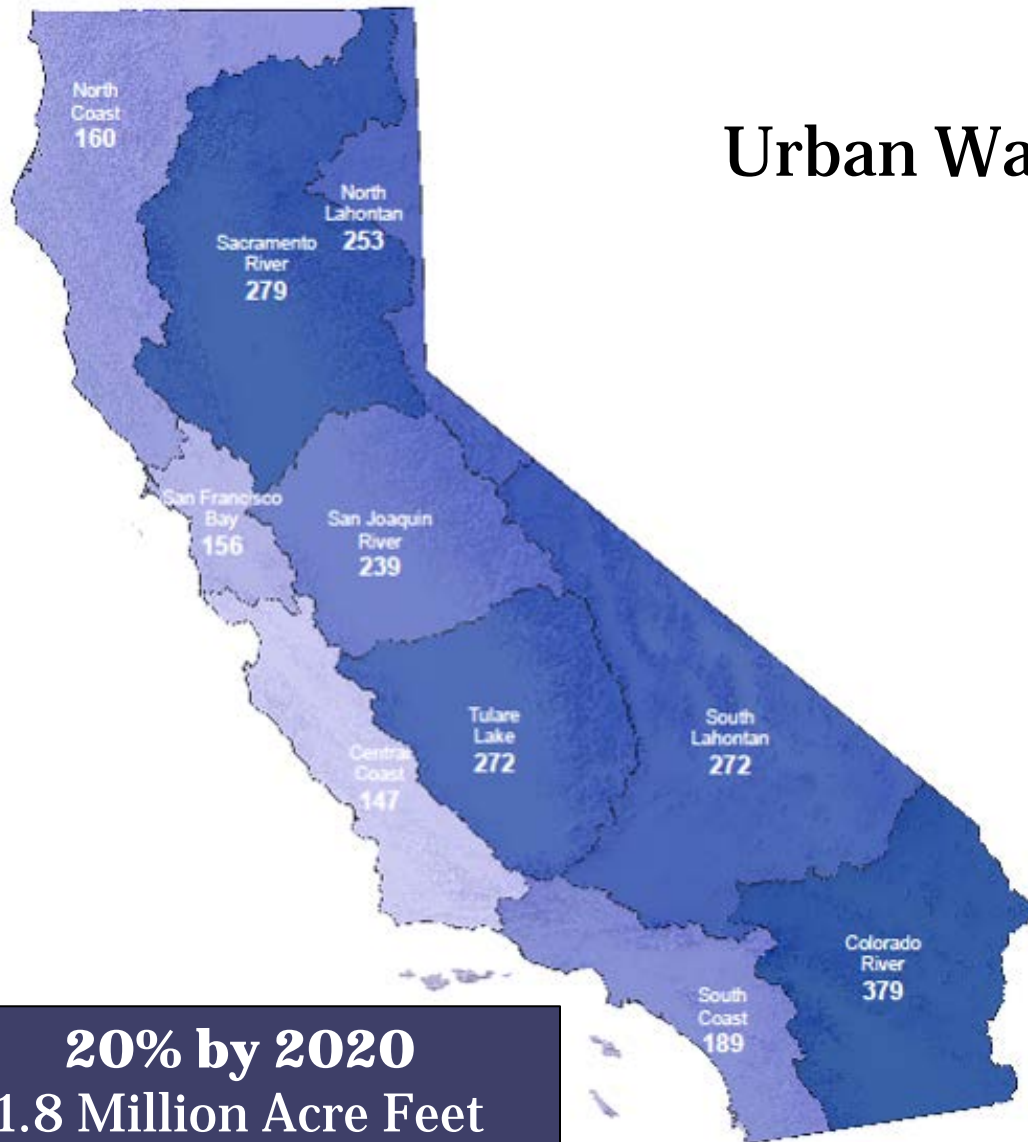 Urban Wa
North
Coast
160
North
Lahontan
253
Sacramento
River
279
San Francisco
Bay
156
San Joaquin
River
239
Tulare
Lake
272
South
Lahontan
272
Central
Coast
147
Colorado
River
379
South
Coast
189
20% by 2020
1.8 Million Acre Feet